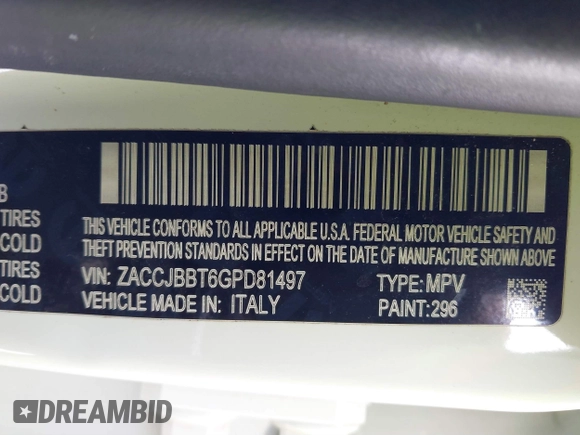 B
TIRES
COLD
TIRES
COLD
THIS VEHICLE CONFORMS TO ALL APPLICABLE U.S.A. FEDERAL MOTOR VEHICLE SAFETY AND
THEFT PREVENTION STANDARDS IN EFFECT ON THE DATE OF MANUFACTURE SHOWN ABOVE
VIN: ZACCJBBT6GPD81497 TYPE: MPV
VEHICLE MADE IN: ITALY PAINT: 296
DREAMBID